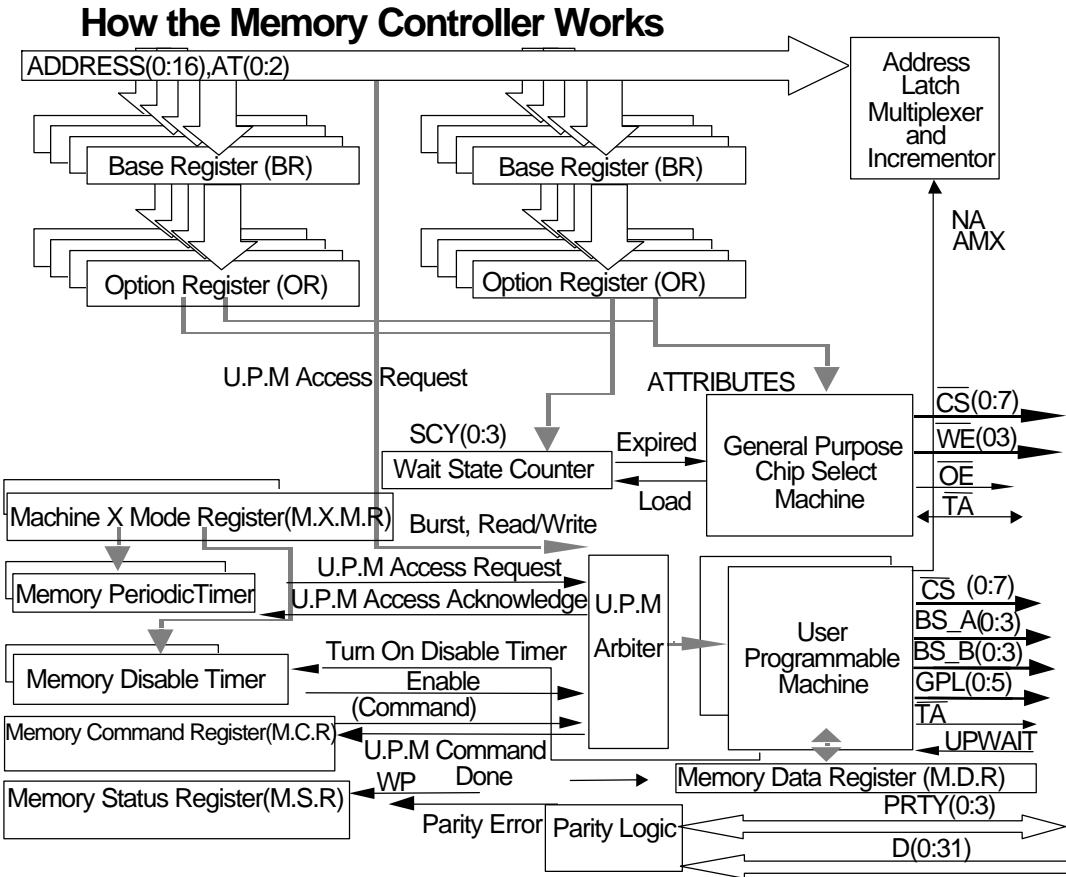 How the Memory Controller Works
ADDRESS(0:16),AT(0:2)
Address
Latch
Multiplexer
and
Incrementor
Base Register (BR)
Base Register (BR)
NA
AMX
Option Register (OR)
Option Register (OR)
U.P.M Access Request
ATTRIBUTES
CS(0:7)
SCY(0:3)
Expired
General Purpose
Chip Select
Machine
WE(03)
Wait State Counter
OE
Load
TA
Machine X Mode Register(M.X.M.R)
Burst, Read/Write
U.P.M Access Request
Memory PeriodicTimer
U.P.M Access Acknowledge
U.P.M
Arbiter
User
Programmable
Machine
CS (0:7)
BS_A(0:3)
BS_B(0:3)
GPL(0:5)
TA
UPWAIT
Turn On Disable Timer
Memory Disable Timer
Enable
(Command)
Memory Command Register(M.C.R)
U.P.M Command
Done
WP
Memory Data Register (M.D.R)
Memory Status Register(M.S.R)
PRTY(0:3)
Parity Error
Parity Logic
D(0:31)